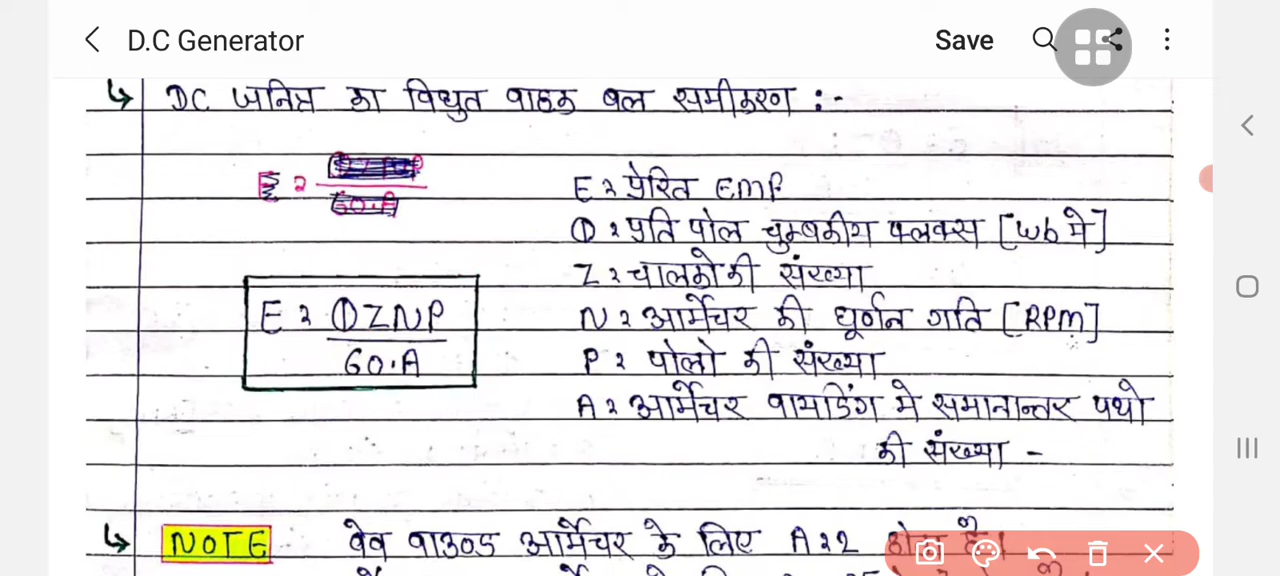 D.C Generator
Save
↳ DC जनित्र का विधुत वाहक बल समीकरण :-
E =
E = प्रेरित EMF
Φ = प्रति पोल चुम्बकीय फ्लक्स [Wb मे]
Z = चालको की संख्या
E = ΦZNP
60.A
N = आर्मेचर की घूर्णन गति [RPM]
P = पोलो की संख्या
A = आर्मेचर वायडिंग मे समानान्तर पथो
की संख्या -
↳ NOTE वेव वाउण्ड आर्मेचर के लिए A = 2